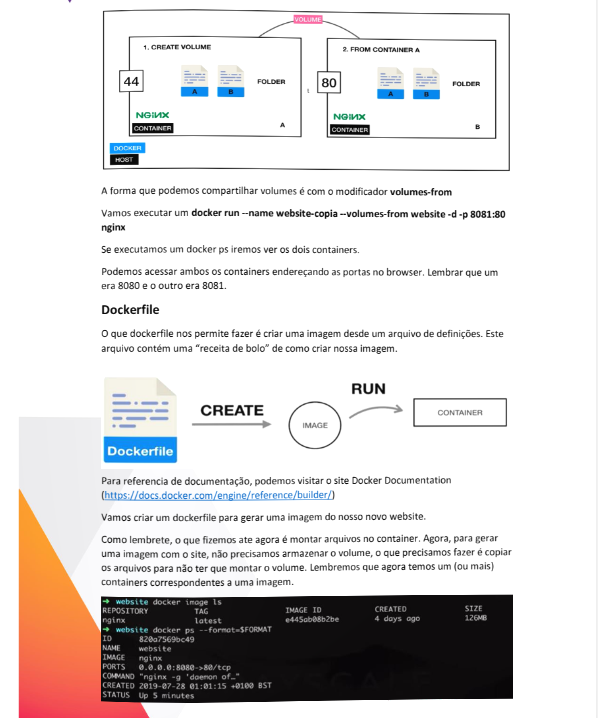 VOLUME
1. CREATE VOLUME
2. FROM CONTAINER A
44
A
B
FOLDER
80
A
B
FOLDER
NGINX
CONTAINER
A
NGINX
CONTAINER
B
DOCKER
HOST
A forma que podemos compartilhar volumes é com o modificador volumes-from
Vamos executar um docker run --name website-copia --volumes-from website -d -p 8081:80
nginx
Se executamos um docker ps iremos ver os dois containers.
Podemos acessar ambos os containers endereçando as portas no browser. Lembrar que um
era 8080 e o outro era 8081.
Dockerfile
O que dockerfile nos permite fazer é criar uma imagem desde um arquivo de definições. Este
arquivo contém uma “receita de bolo” de como criar nossa imagem.
Dockerfile
CREATE
IMAGE
RUN
CONTAINER
Para referencia de documentação, podemos visitar o site Docker Documentation
(https://docs.docker.com/engine/reference/builder/)
Vamos criar um dockerfile para gerar uma imagem do nosso novo website.
Como lembrete, o que fizemos ate agora é montar arquivos no container. Agora, para gerar
uma imagem com o site, não precisamos armazenar o volume, o que precisamos fazer é copiar
os arquivos para não ter que montar o volume. Lembremos que agora temos um (ou mais)
containers correspondentes a uma imagem.
➜ website docker image ls
REPOSITORY TAG IMAGE ID CREATED SIZE
nginx latest e445ab08b2be 4 days ago 126MB
➜ website docker ps --format=$FORMAT
ID 820a7569bc49
NAME website
IMAGE nginx
PORTS 0.0.0.0:8080->80/tcp
COMMAND "nginx -g 'daemon of…"
CREATED 2019-07-28 01:01:15 +0100 BST
STATUS Up 5 minutes